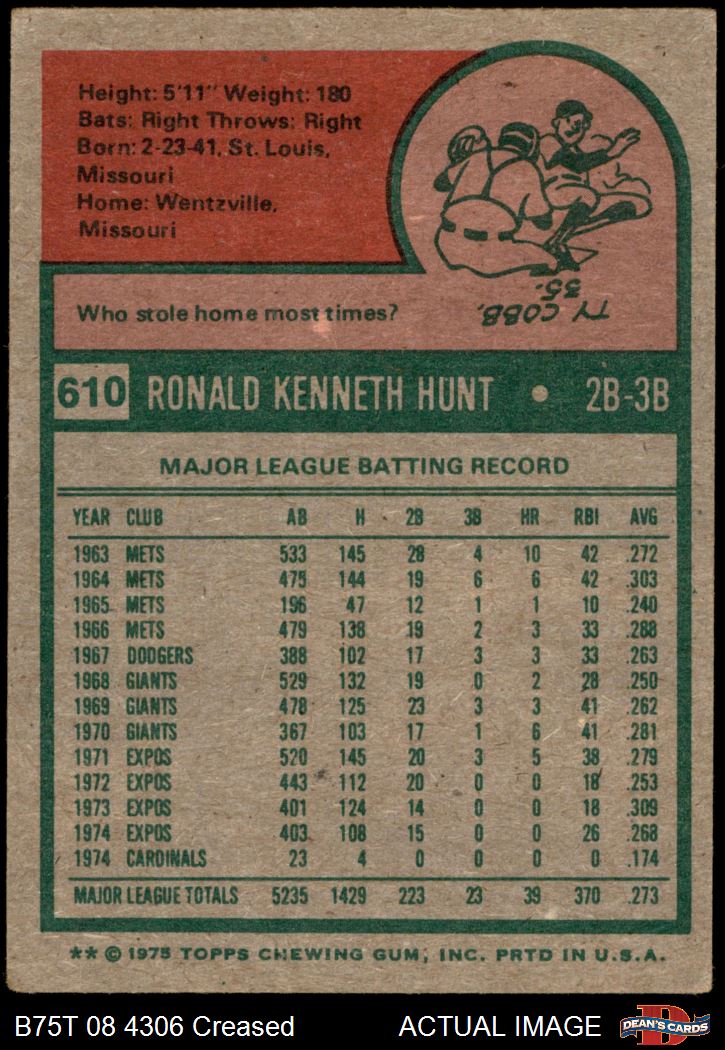 Height: 5'11" Weight: 180
Bats: Right Throws: Right
Born: 2-23-41, St. Louis,
Missouri
Home: Wentzville,
Missouri
Who stole home most times?
TY COBB,
35.
610 RONALD KENNETH HUNT • 2B-3B
MAJOR LEAGUE BATTING RECORD
YEAR CLUB AB H 2B 3B HR RBI AVG
1963 METS 533 145 28 4 10 42 .272
1964 METS 475 144 19 6 6 42 .303
1965 METS 196 47 12 1 1 10 .240
1966 METS 479 138 19 2 3 33 .288
1967 DODGERS 388 102 17 3 3 33 .263
1968 GIANTS 529 132 19 0 2 28 .250
1969 GIANTS 478 125 23 3 3 41 .262
1970 GIANTS 367 103 17 1 6 41 .281
1971 EXPOS 520 145 20 3 5 38 .279
1972 EXPOS 443 112 20 0 0 18 .253
1973 EXPOS 401 124 14 0 0 18 .309
1974 EXPOS 403 108 15 0 0 26 .268
1974 CARDINALS 23 4 0 0 0 0 .174
MAJOR LEAGUE TOTALS 5235 1429 223 23 39 370 .273
** © 1975 TOPPS CHEWING GUM, INC. PRTD IN U.S.A.
B75T 08 4306 Creased ACTUAL IMAGE
DEAN'S CARDS